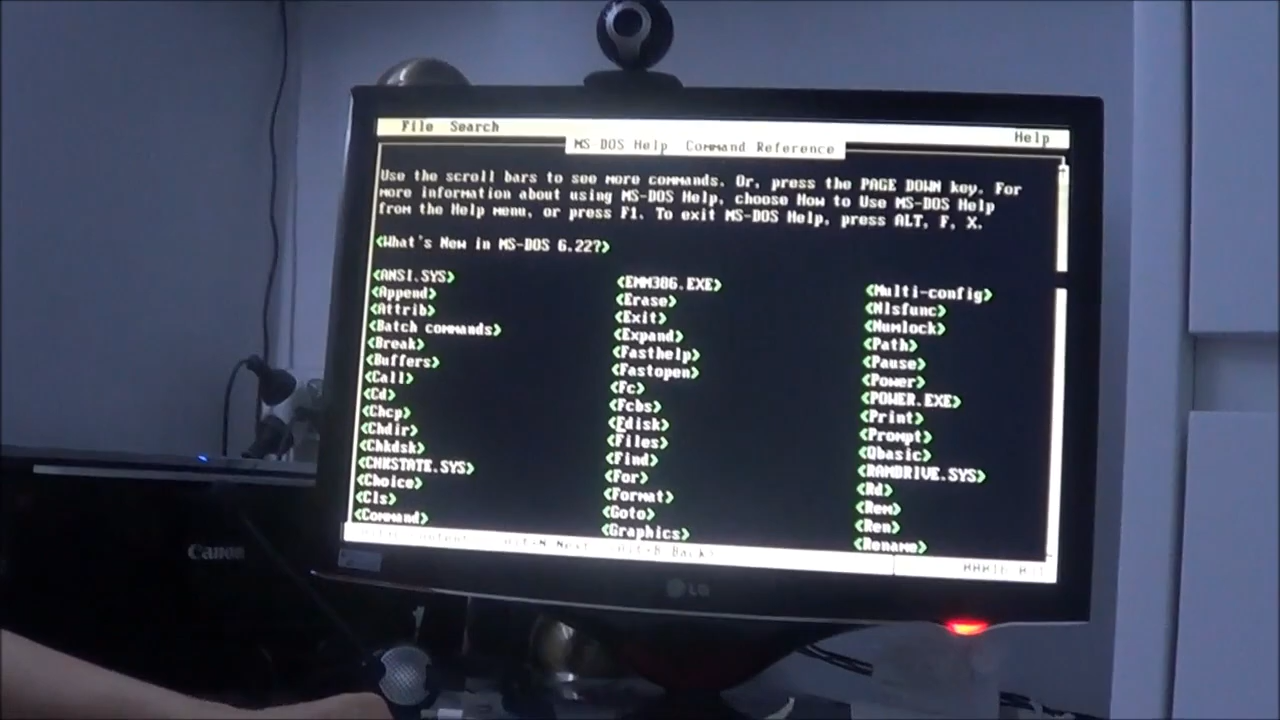 File Search Help
MS-DOS Help: Command Reference
Use the scroll bars to see more commands. Or, press the PAGE DOWN key. For
more information about using MS-DOS Help, choose How to Use MS-DOS Help
from the Help menu, or press F1. To exit MS-DOS Help, press ALT, F, X.
<What's New in MS-DOS 6.22?>
<ANSI.SYS> <EMM386.EXE> <Multi-config>
<Append> <Erase> <Nlsfunc>
<Attrib> <Exit> <Numlock>
<Batch commands> <Expand> <Path>
<Break> <Fasthelp> <Pause>
<Buffers> <Fastopen> <Power>
<Call> <Fc> <POWER.EXE>
<Cd> <Fcbs> <Print>
<Chcp> <Fdisk> <Prompt>
<Chdir> <Files> <Qbasic>
<Chkdsk> <Find> <RAMDRIVE.SYS>
<CHKSTATE.SYS> <For> <Rd>
<Choice> <Format> <Rem>
<Cls> <Goto> <Ren>
<Command> <Graphics> <Rename>
Next Back>
Canon
LG